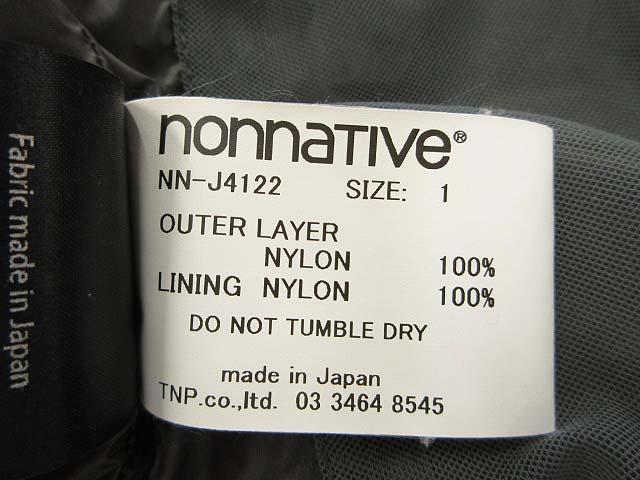 nonnaTIVe®
NN-J4122 SIZE: 1
OUTER LAYER
NYLON 100%
LINING NYLON 100%
DO NOT TUMBLE DRY
made in Japan
TNP.co.,ltd. 03 3464 8545
Fabric made in Japan